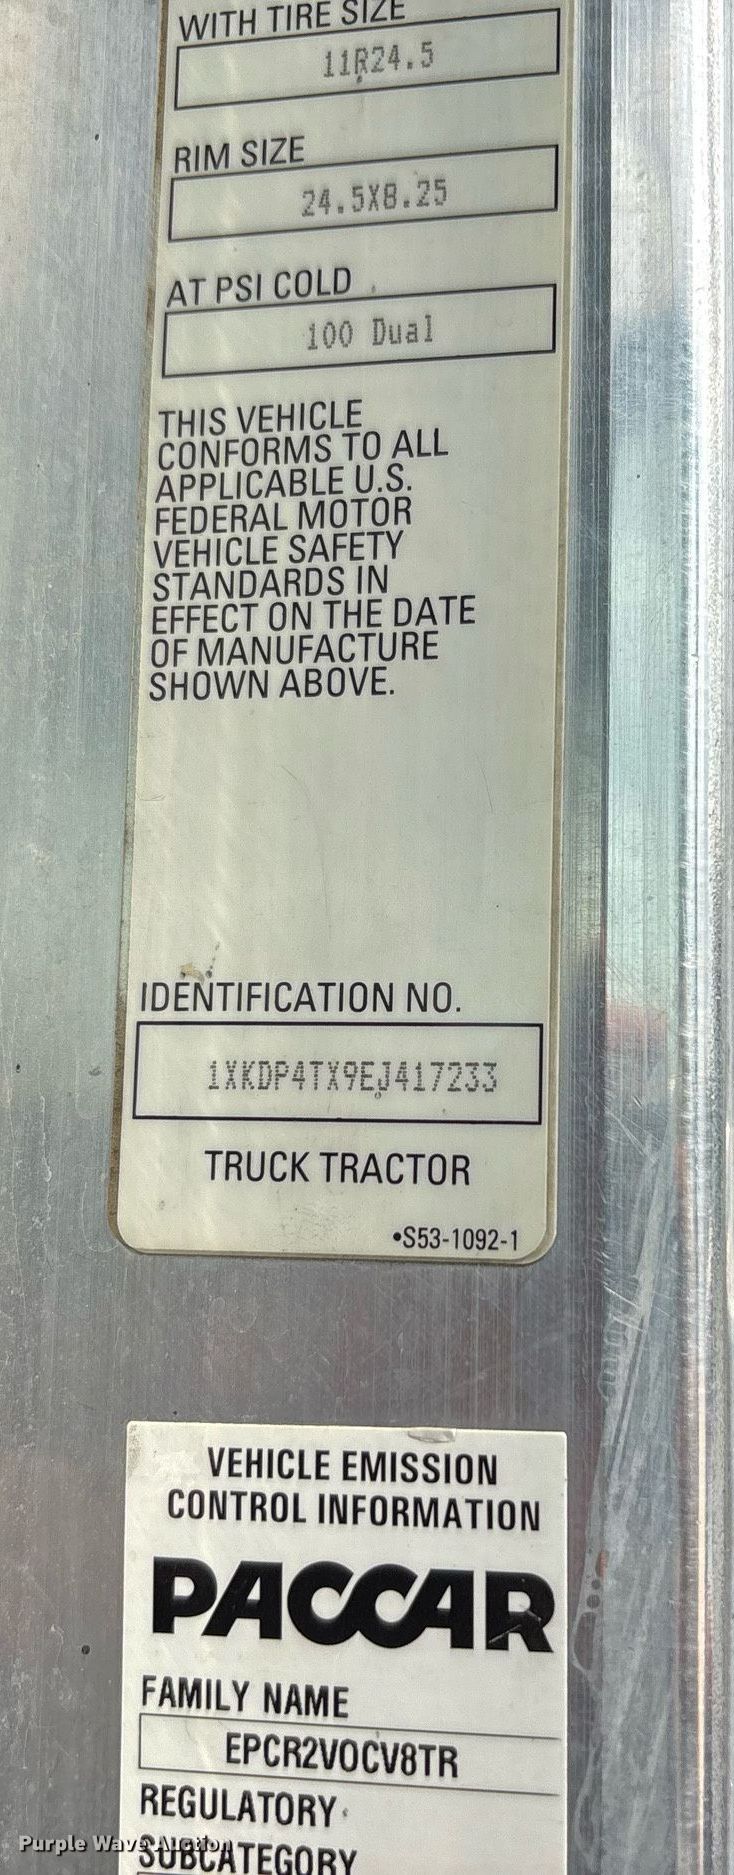 WITH TIRE SIZE
11R24.5
RIM SIZE
24.5X8.25
AT PSI COLD
100 Dual
THIS VEHICLE
CONFORMS TO ALL
APPLICABLE U.S.
FEDERAL MOTOR
VEHICLE SAFETY
STANDARDS IN
EFFECT ON THE DATE
OF MANUFACTURE
SHOWN ABOVE.
IDENTIFICATION NO.
1XKDP4TX9EJ417233
TRUCK TRACTOR
•S53-1092-1
VEHICLE EMISSION
CONTROL INFORMATION
PACCAR
FAMILY NAME
EPCR2VOCV8TR
REGULATORY
SUBCATEGORY
Purple Wave Auction